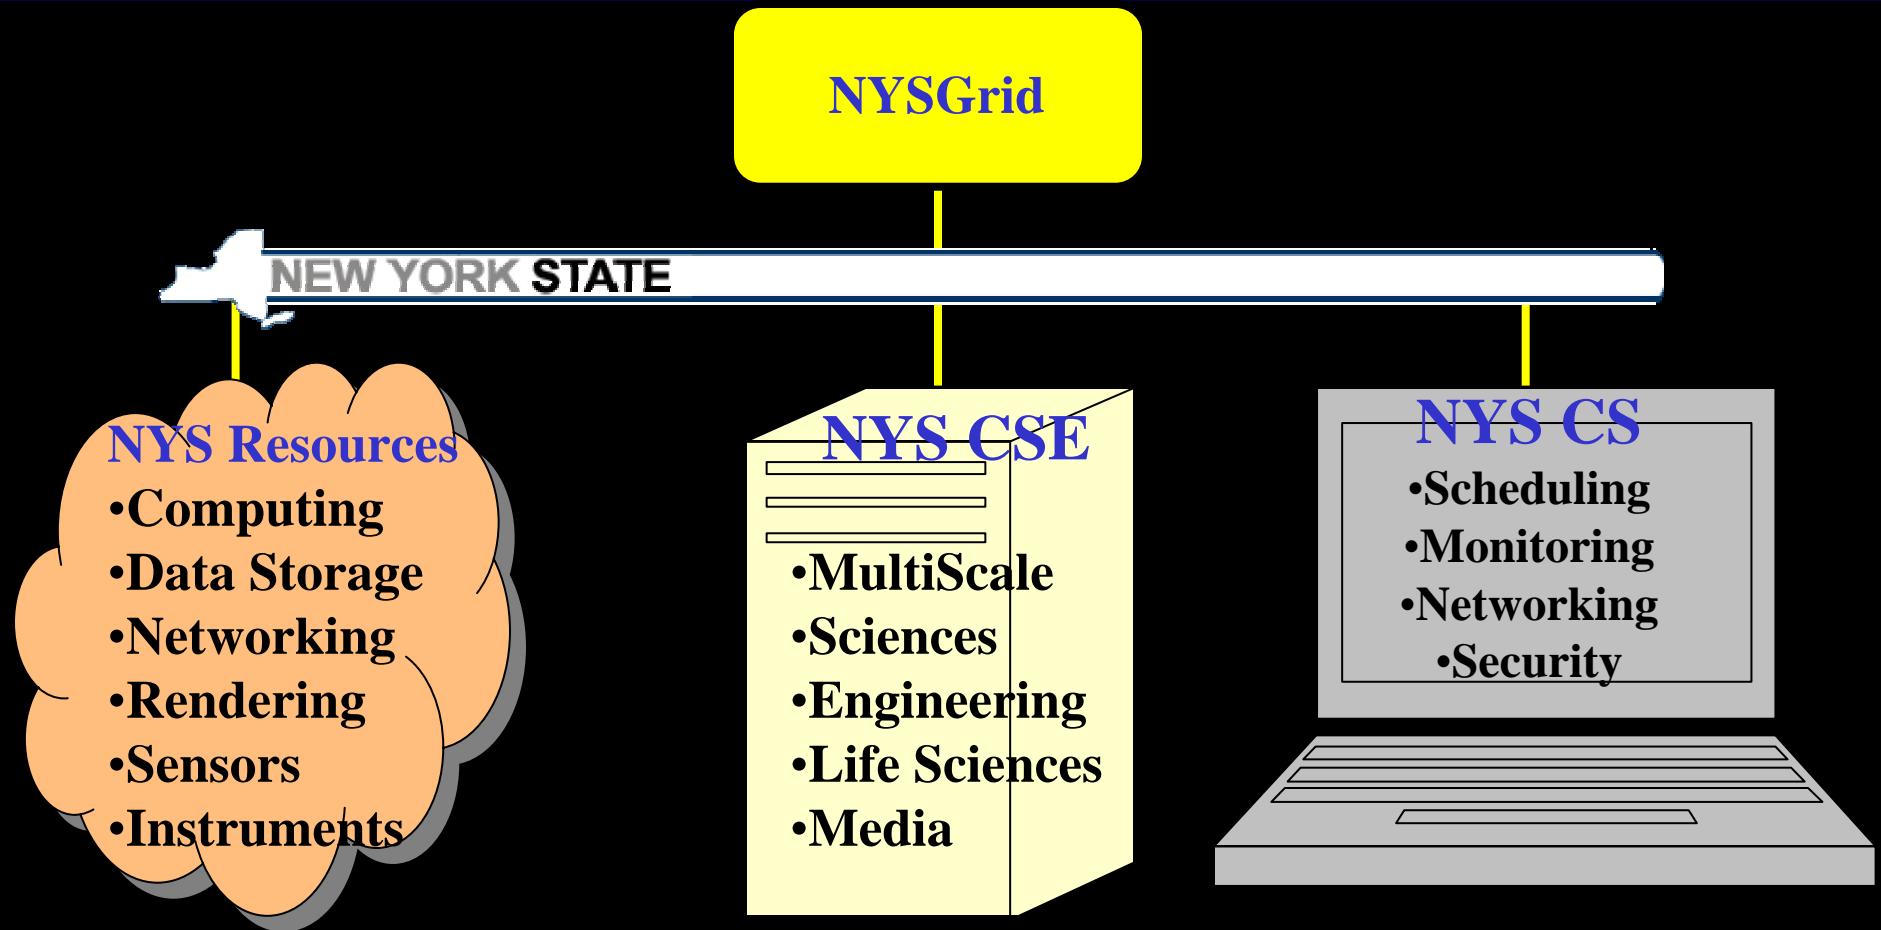 NYSGrid
NEW YORK STATE
NYS Resources
•Computing
•Data Storage
•Networking
•Rendering
•Sensors
•Instruments
NYS CSE
•MultiScale
•Sciences
•Engineering
•Life Sciences
•Media
NYS CS
•Scheduling
•Monitoring
•Networking
•Security